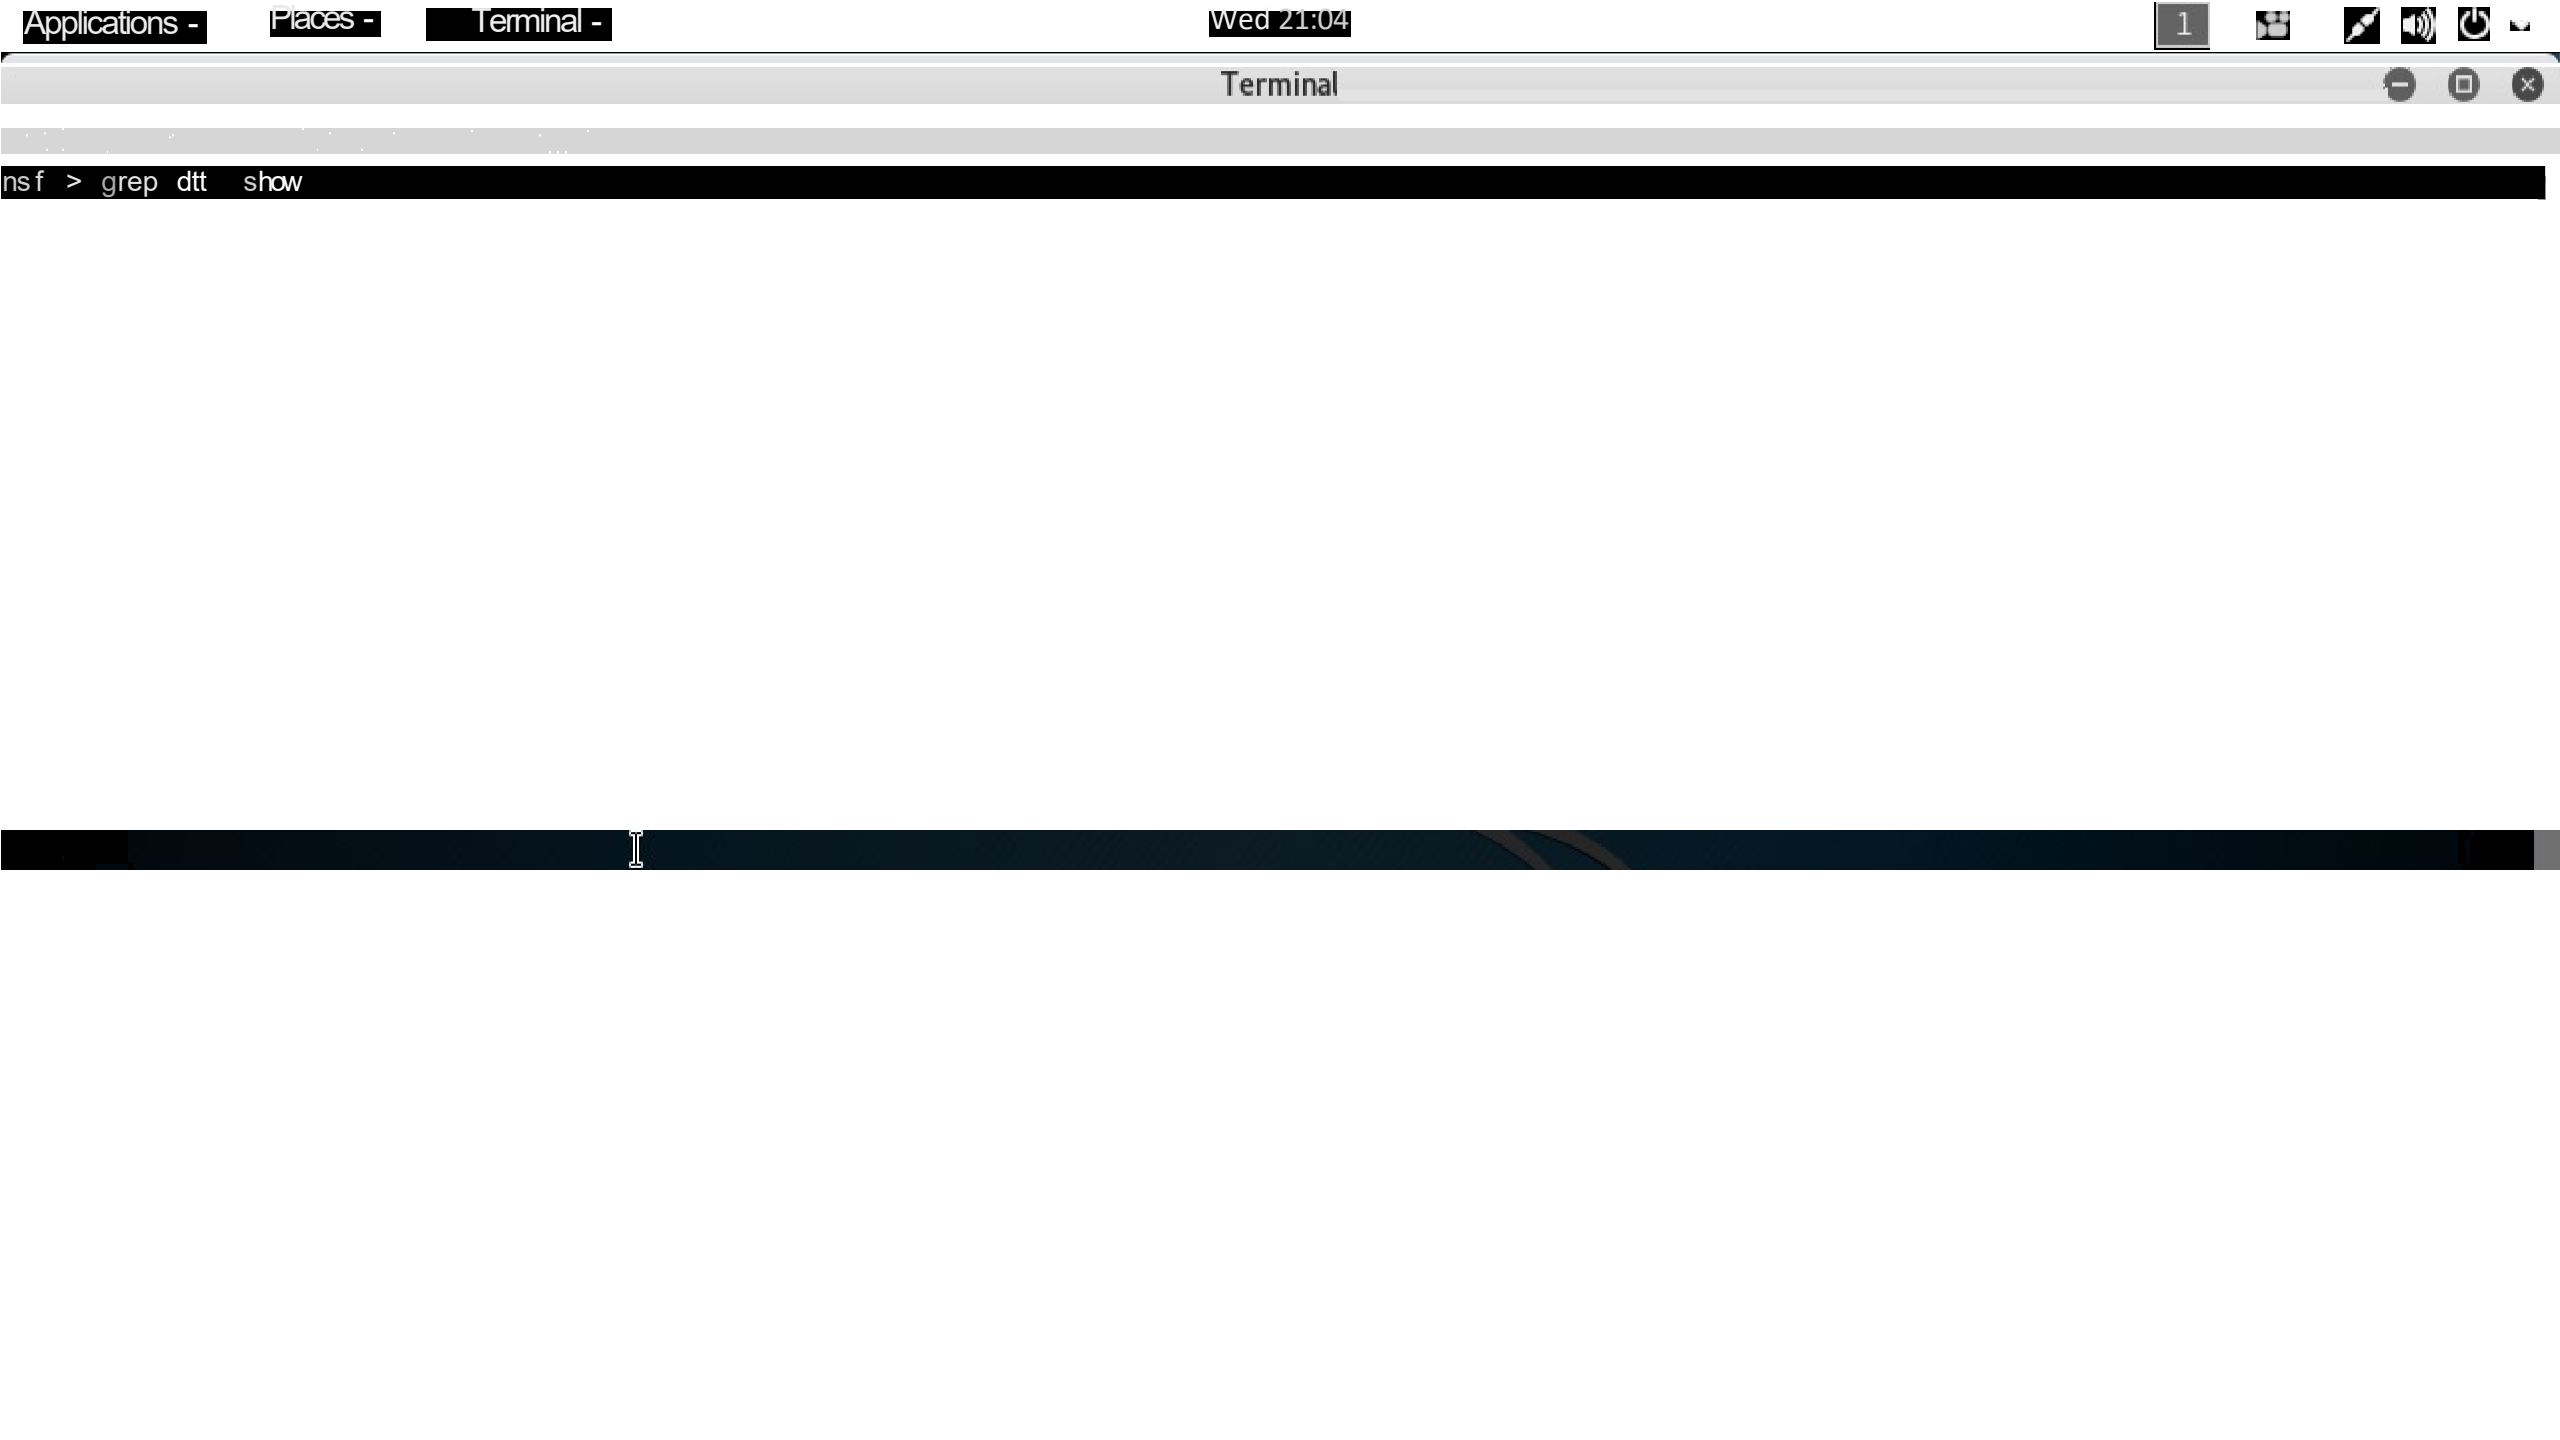 Applications -   Places -   Terminal -   Wed 21:04   1
Terminal
nsf > grep dtt show